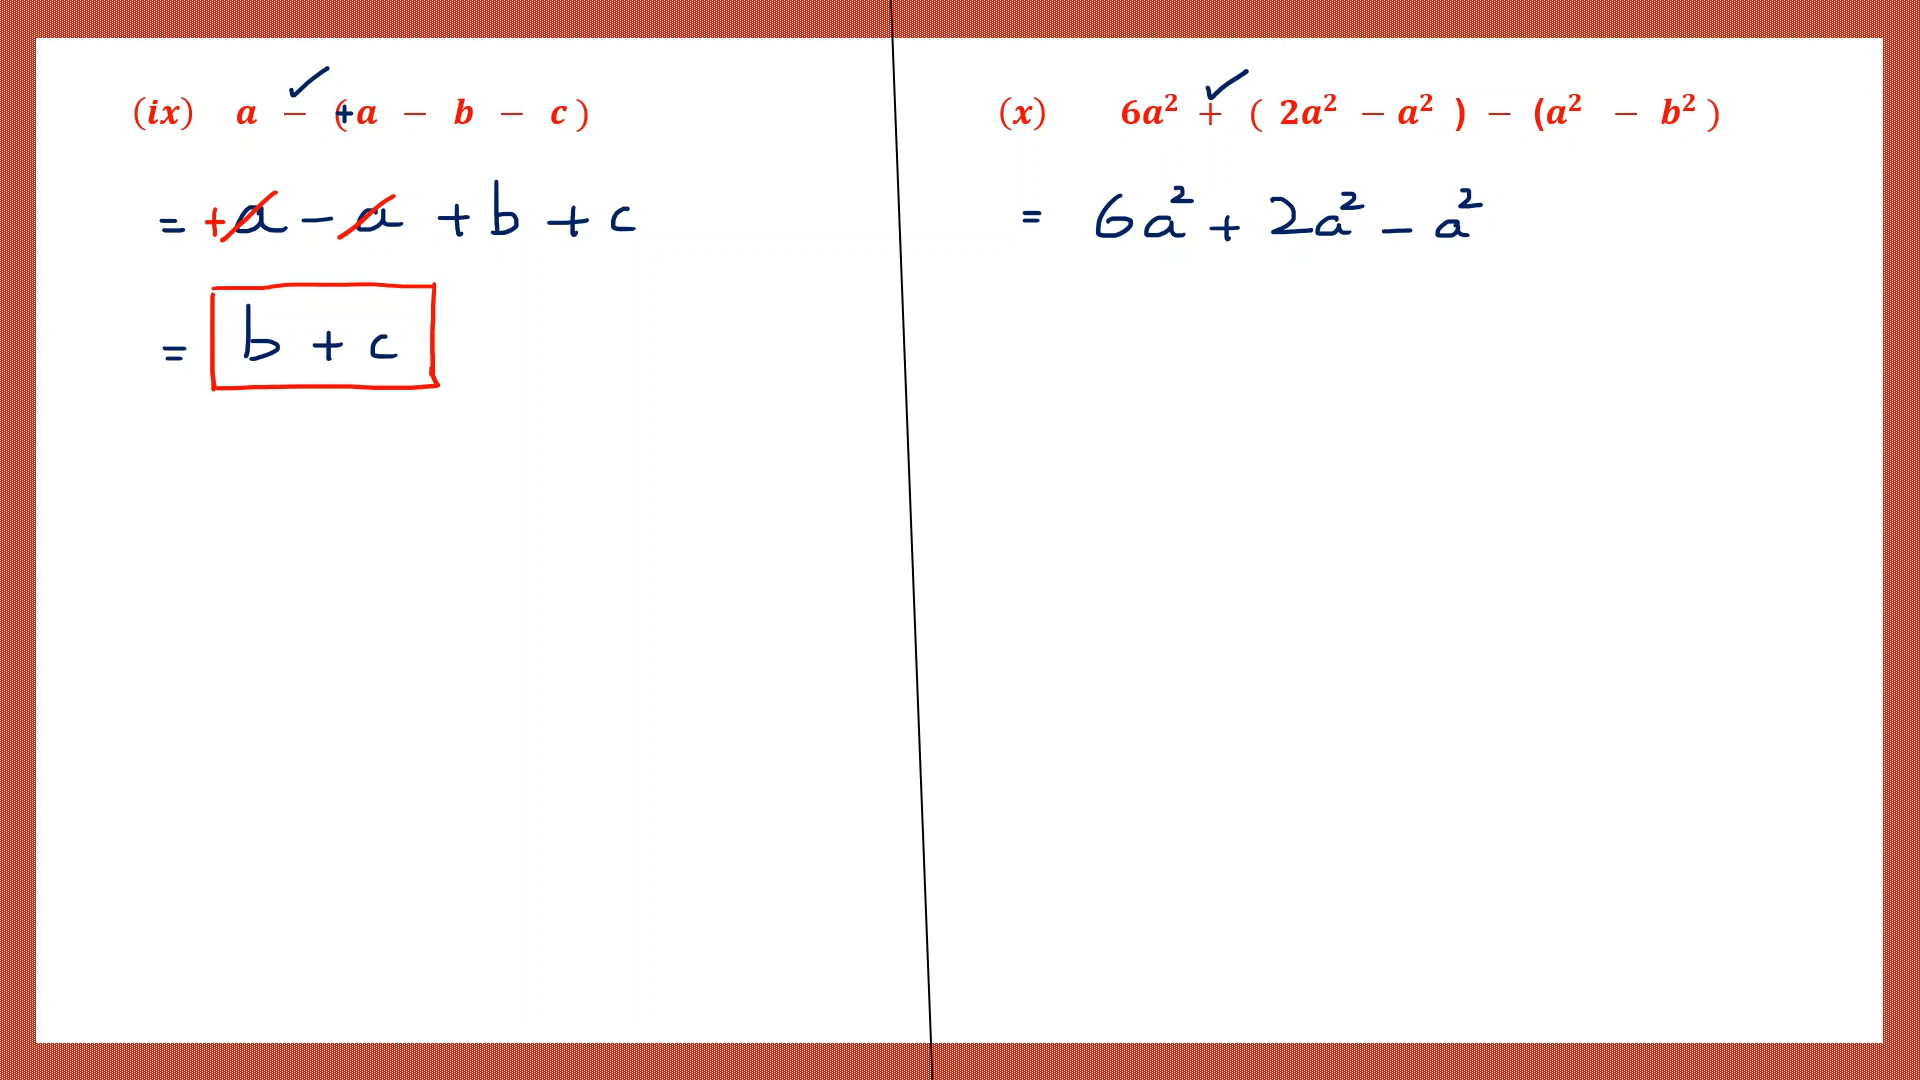 (ix) a − (+a − b − c)
= +a − a + b + c
= b + c
(x) 6a² + ( 2a² − a² ) − (a² − b²)
= 6a² + 2a² − a²